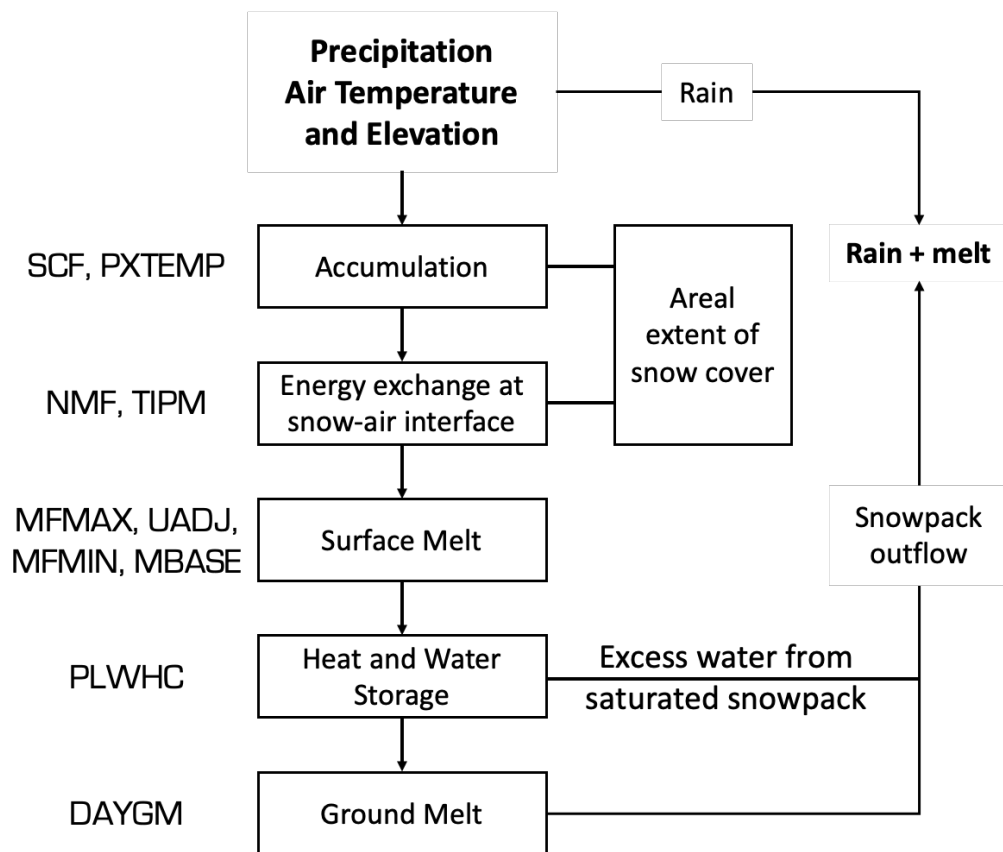 Precipitation
Air Temperature
and Elevation
Rain
Rain + melt
SCF, PXTEMP
Accumulation
Areal
extent of
snow cover
NMF, TIPM
Energy exchange at
snow-air interface
MFMAX, UADJ,
MFMIN, MBASE
Surface Melt
Snowpack
outflow
PLWHC
Heat and Water
Storage
Excess water from
saturated snowpack
DAYGM
Ground Melt